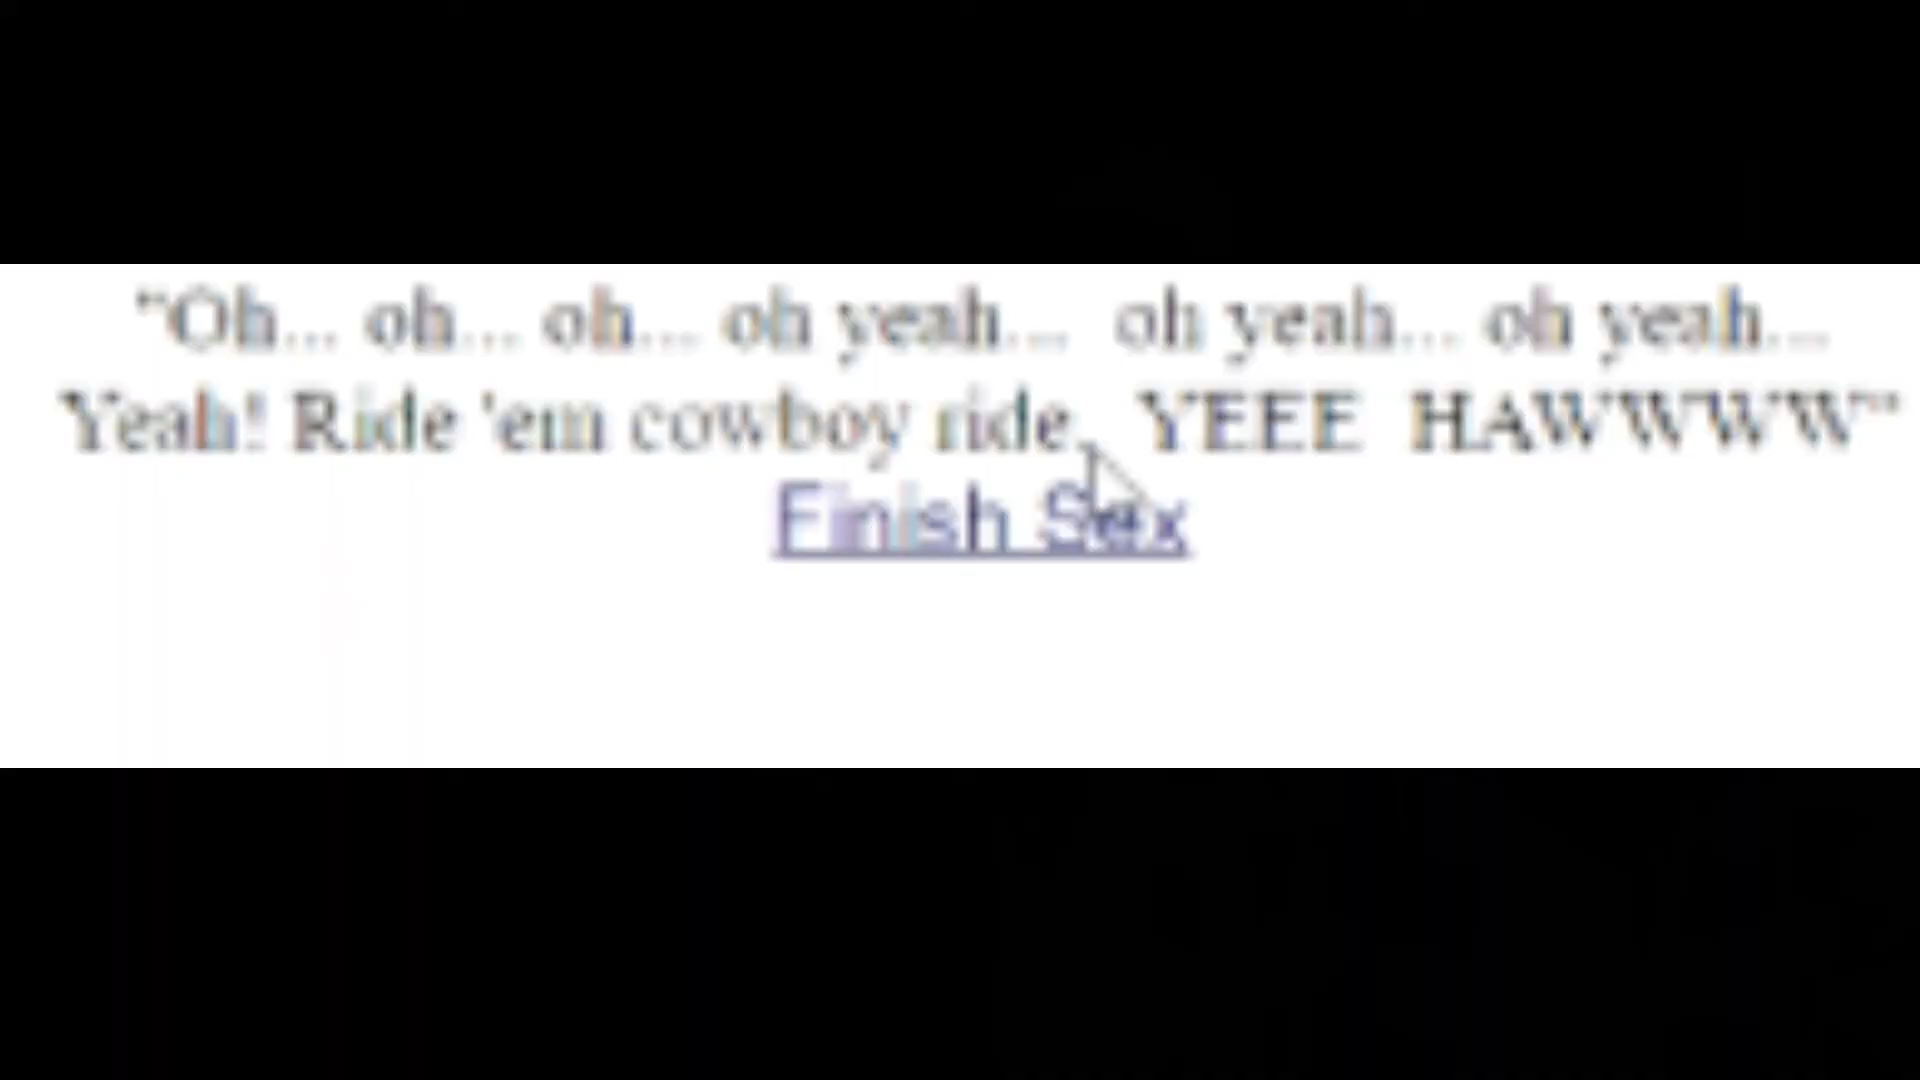 "Oh... oh... oh... oh yeah... oh yeah... oh yeah...
Yeah! Ride 'em cowboy ride. YEEE HAWWWW"
Finish Sex